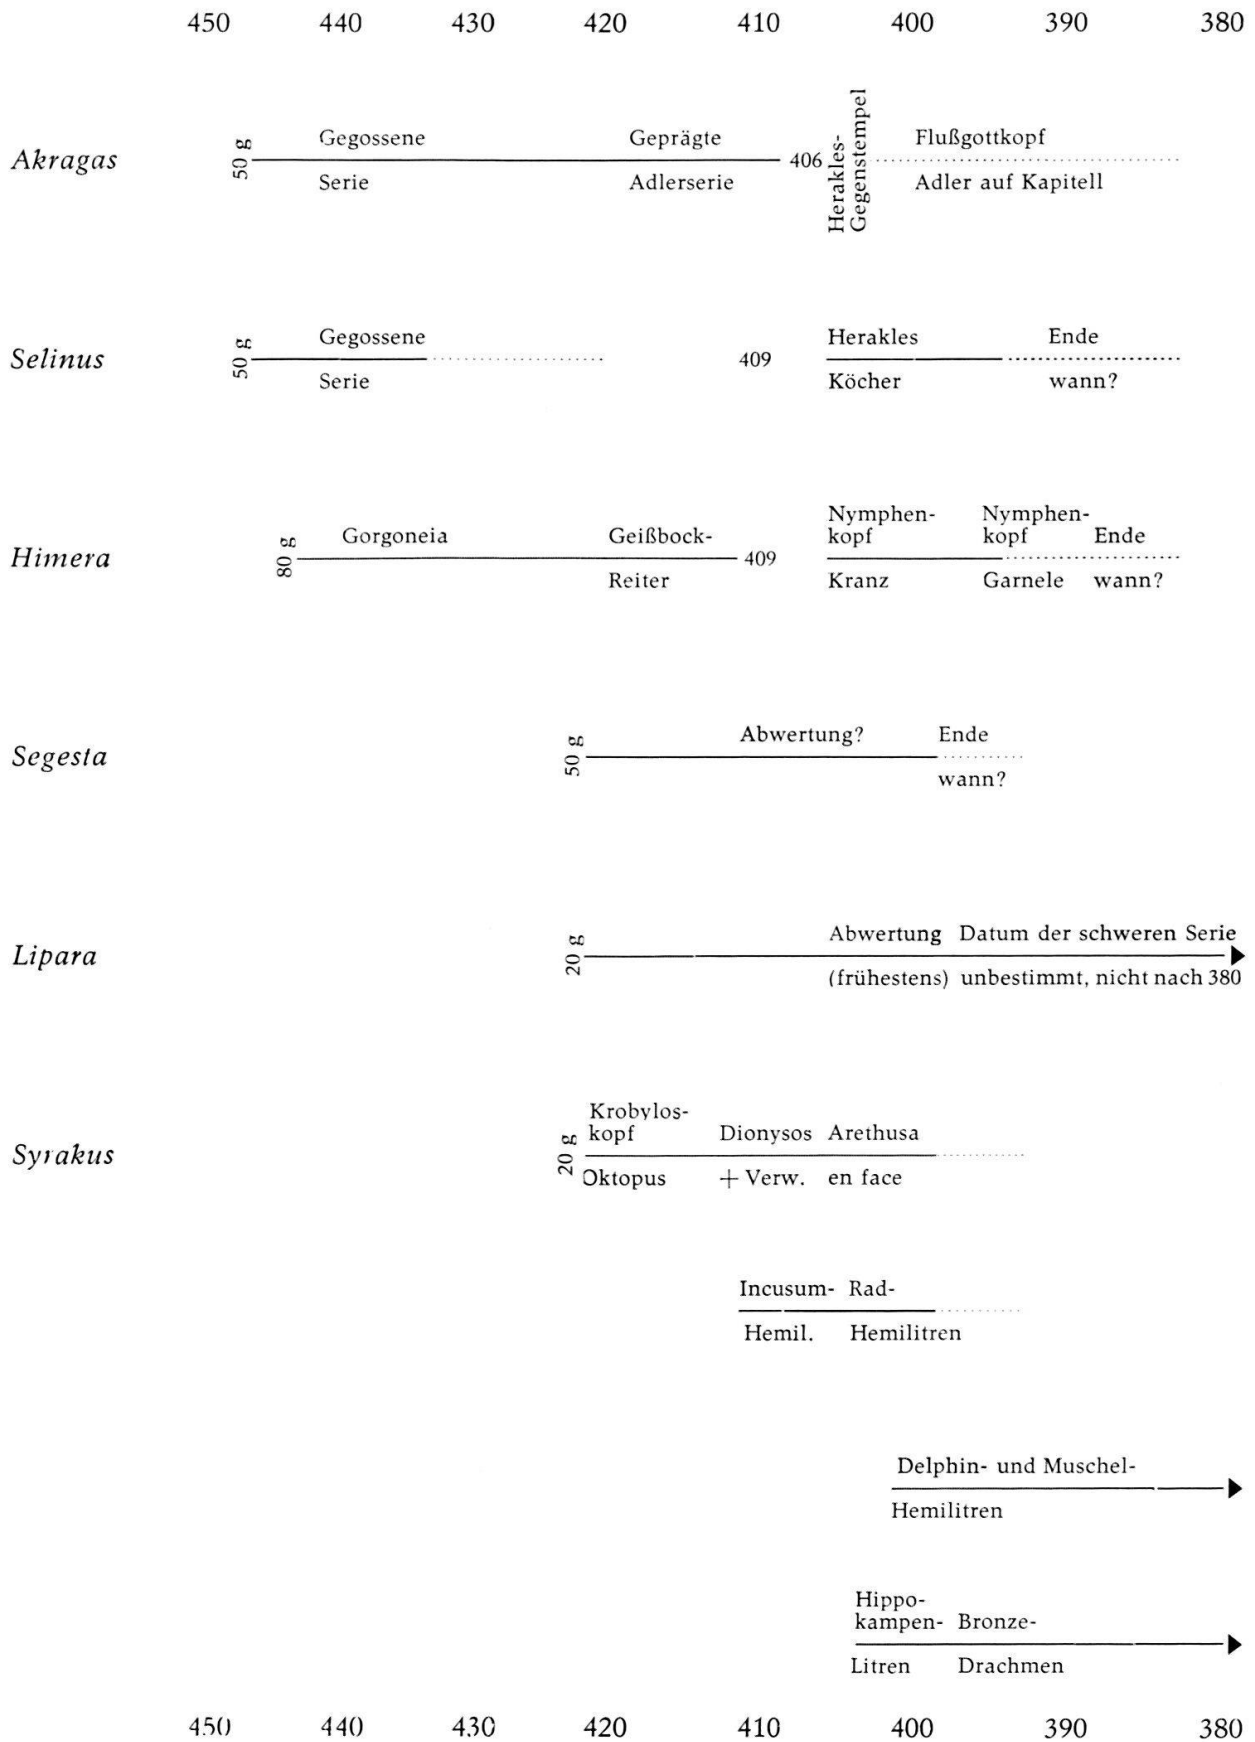 450 440 430 420 410 400 390 380
Akragas
50 g
Gegossene
Serie
Geprägte
Adlerserie
406
Herakles-
Gegenstempel
Flußgottkopf
Adler auf Kapitell
Selinus
50 g
Gegossene
Serie
409
Herakles
Köcher
Ende
wann?
Himera
80 g
Gorgoneia
Geißbock-
Reiter
409
Nymphen-
kopf
Kranz
Nymphen-
kopf
Garnele
Ende
wann?
Segesta
50 g
Abwertung?
Ende
wann?
Lipara
20 g
Abwertung Datum der schweren Serie
(frühestens) unbestimmt, nicht nach 380
Syrakus
20 g
Krobylos-
kopf
Oktopus
Dionysos
+ Verw.
Arethusa
en face
Incusum-
Hemil.
Rad-
Hemilitren
Delphin- und Muschel-
Hemilitren
Hippo-
kampen-
Litren
Bronze-
Drachmen
450 440 430 420 410 400 390 380